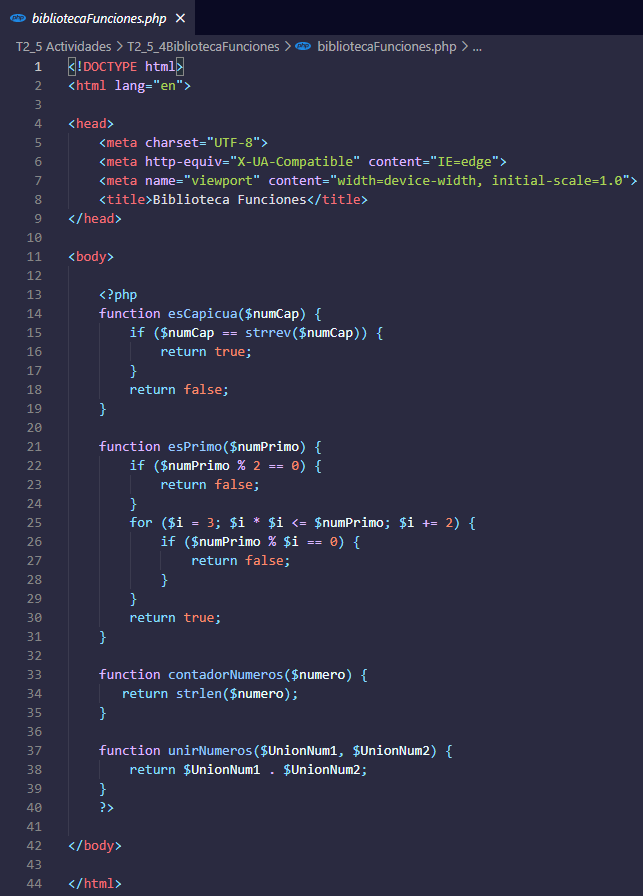 php bibliotecaFunciones.php ×
T2_5 Actividades > T2_5_4BibliotecaFunciones > php bibliotecaFunciones.php > ...
1 <!DOCTYPE html>
2 <html lang="en">
3
4 <head>
5     <meta charset="UTF-8">
6     <meta http-equiv="X-UA-Compatible" content="IE=edge">
7     <meta name="viewport" content="width=device-width, initial-scale=1.0">
8     <title>Biblioteca Funciones</title>
9 </head>
10
11 <body>
12
13     <?php
14     function esCapicua($numCap) {
15         if ($numCap == strrev($numCap)) {
16             return true;
17         }
18         return false;
19     }
20
21     function esPrimo($numPrimo) {
22         if ($numPrimo % 2 == 0) {
23             return false;
24         }
25         for ($i = 3; $i * $i <= $numPrimo; $i += 2) {
26             if ($numPrimo % $i == 0) {
27                 return false;
28             }
29         }
30         return true;
31     }
32
33     function contadorNumeros($numero) {
34        return strlen($numero);
35     }
36
37     function unirNumeros($UnionNum1, $UnionNum2) {
38         return $UnionNum1 . $UnionNum2;
39     }
40     ?>
41
42 </body>
43
44 </html>